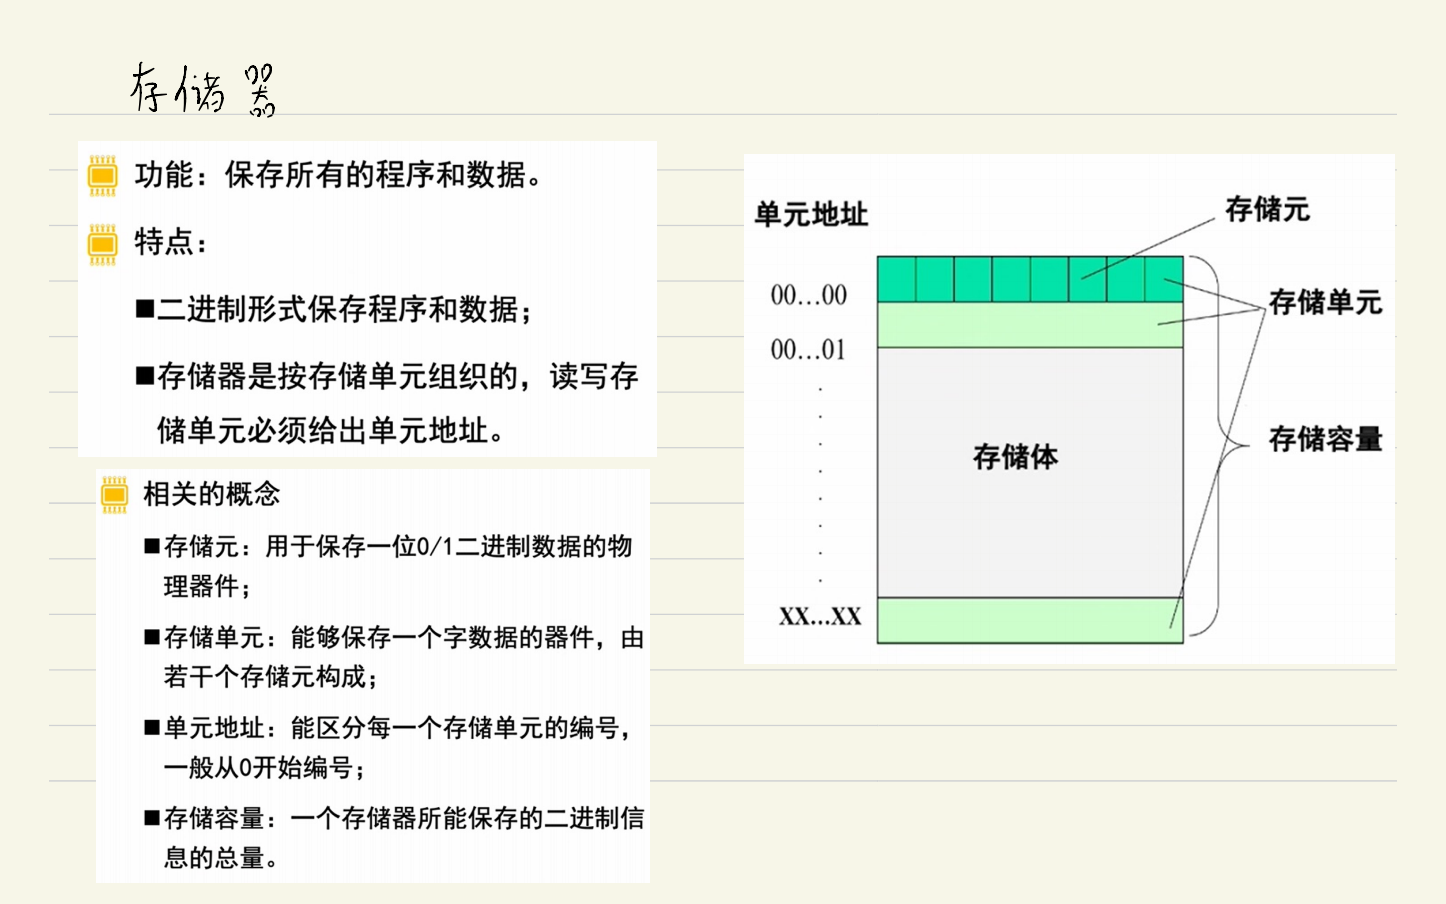 存储器
功能：保存所有的程序和数据。
特点：
■二进制形式保存程序和数据；
■存储器是按存储单元组织的，读写存
储单元必须给出单元地址。
相关的概念
■存储元：用于保存一位0/1二进制数据的物
理器件；
■存储单元：能够保存一个字数据的器件，由
若干个存储元构成；
■单元地址：能区分每一个存储单元的编号，
一般从0开始编号；
■存储容量：一个存储器所能保存的二进制信
息的总量。
单元地址
存储元
00...00
存储单元
00...01
存储容量
存储体
XX...XX